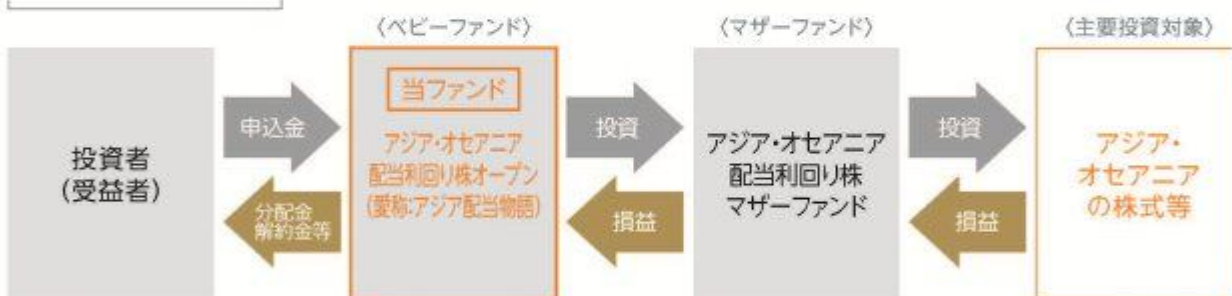 〈ベビーファンド〉
〈マザーファンド〉
〈主要投資対象〉
投資者
(受益者)
申込金
分配金
解約金等
当ファンド
アジア・オセアニア
配当利回り株オープン
(愛称:アジア配当物語)
投資
損益
アジア・オセアニア
配当利回り株
マザーファンド
投資
損益
アジア・
オセアニア
の株式等